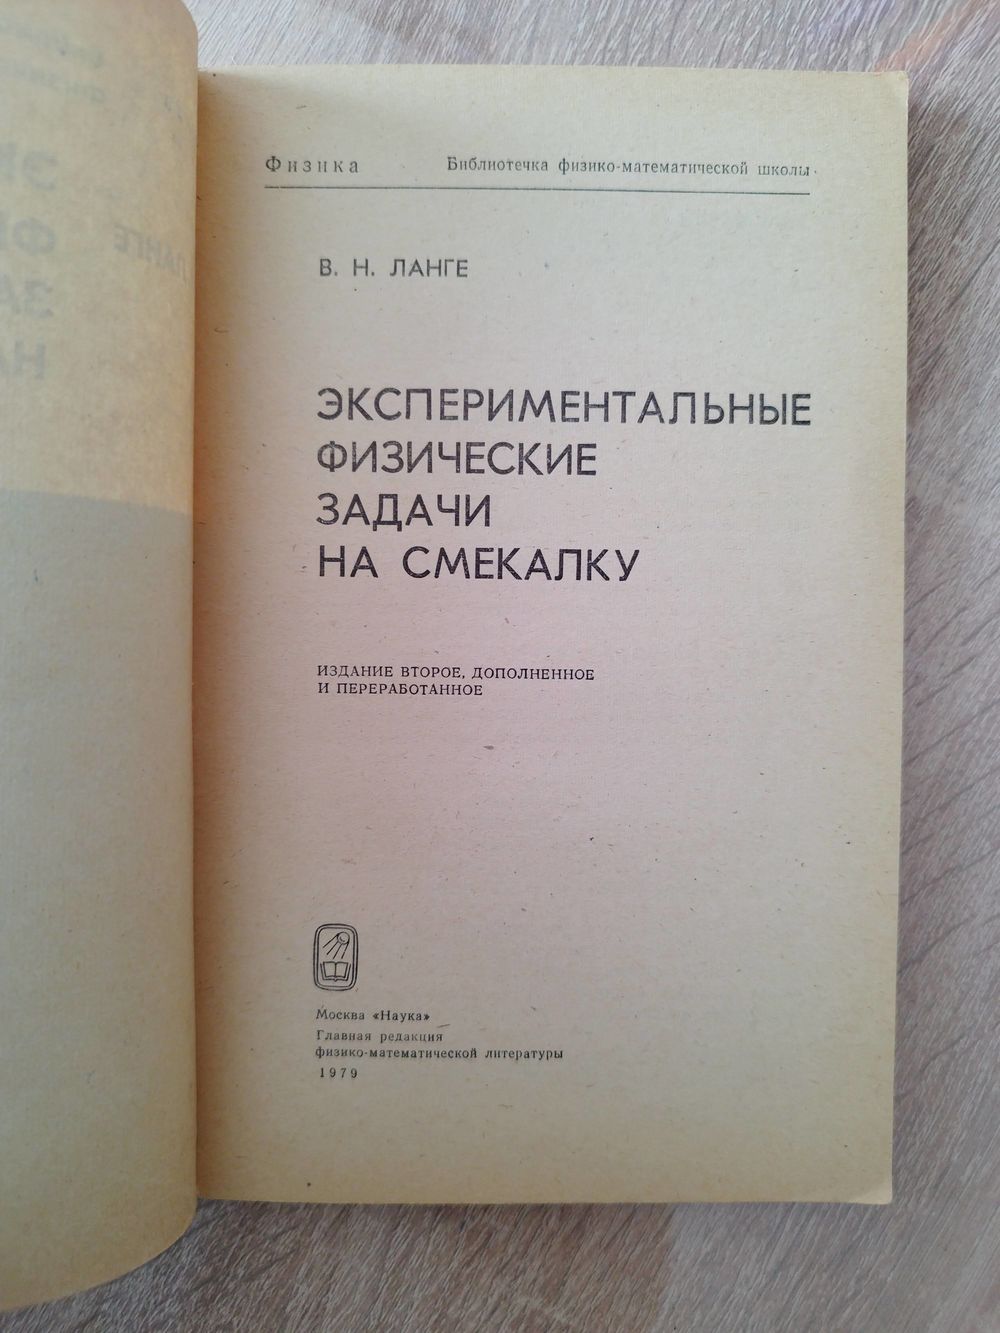 Физика Библиотечка физико-математической школы
В. Н. ЛАНГЕ
ЭКСПЕРИМЕНТАЛЬНЫЕ
ФИЗИЧЕСКИЕ
ЗАДАЧИ
НА СМЕКАЛКУ
ИЗДАНИЕ ВТОРОЕ, ДОПОЛНЕННОЕ
И ПЕРЕРАБОТАННОЕ
Москва «Наука»
Главная редакция
физико-математической литературы
1979